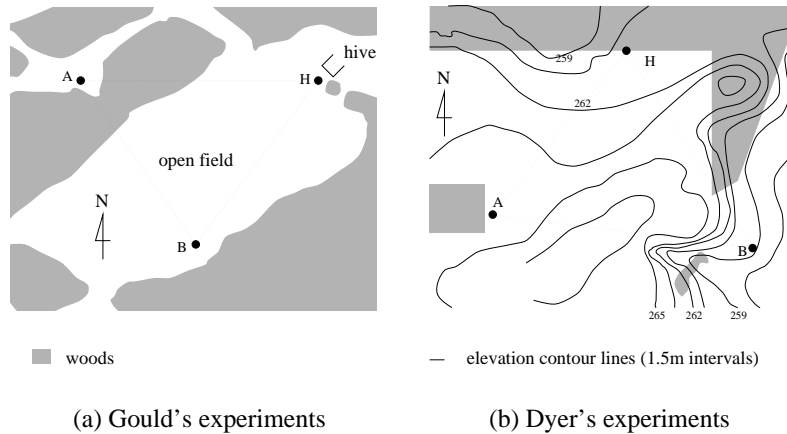 hive
A
H
open field
N
B
woods
(a) Gould's experiments
259
H
262
N
A
B
265
262
259
— elevation contour lines (1.5m intervals)
(b) Dyer's experiments